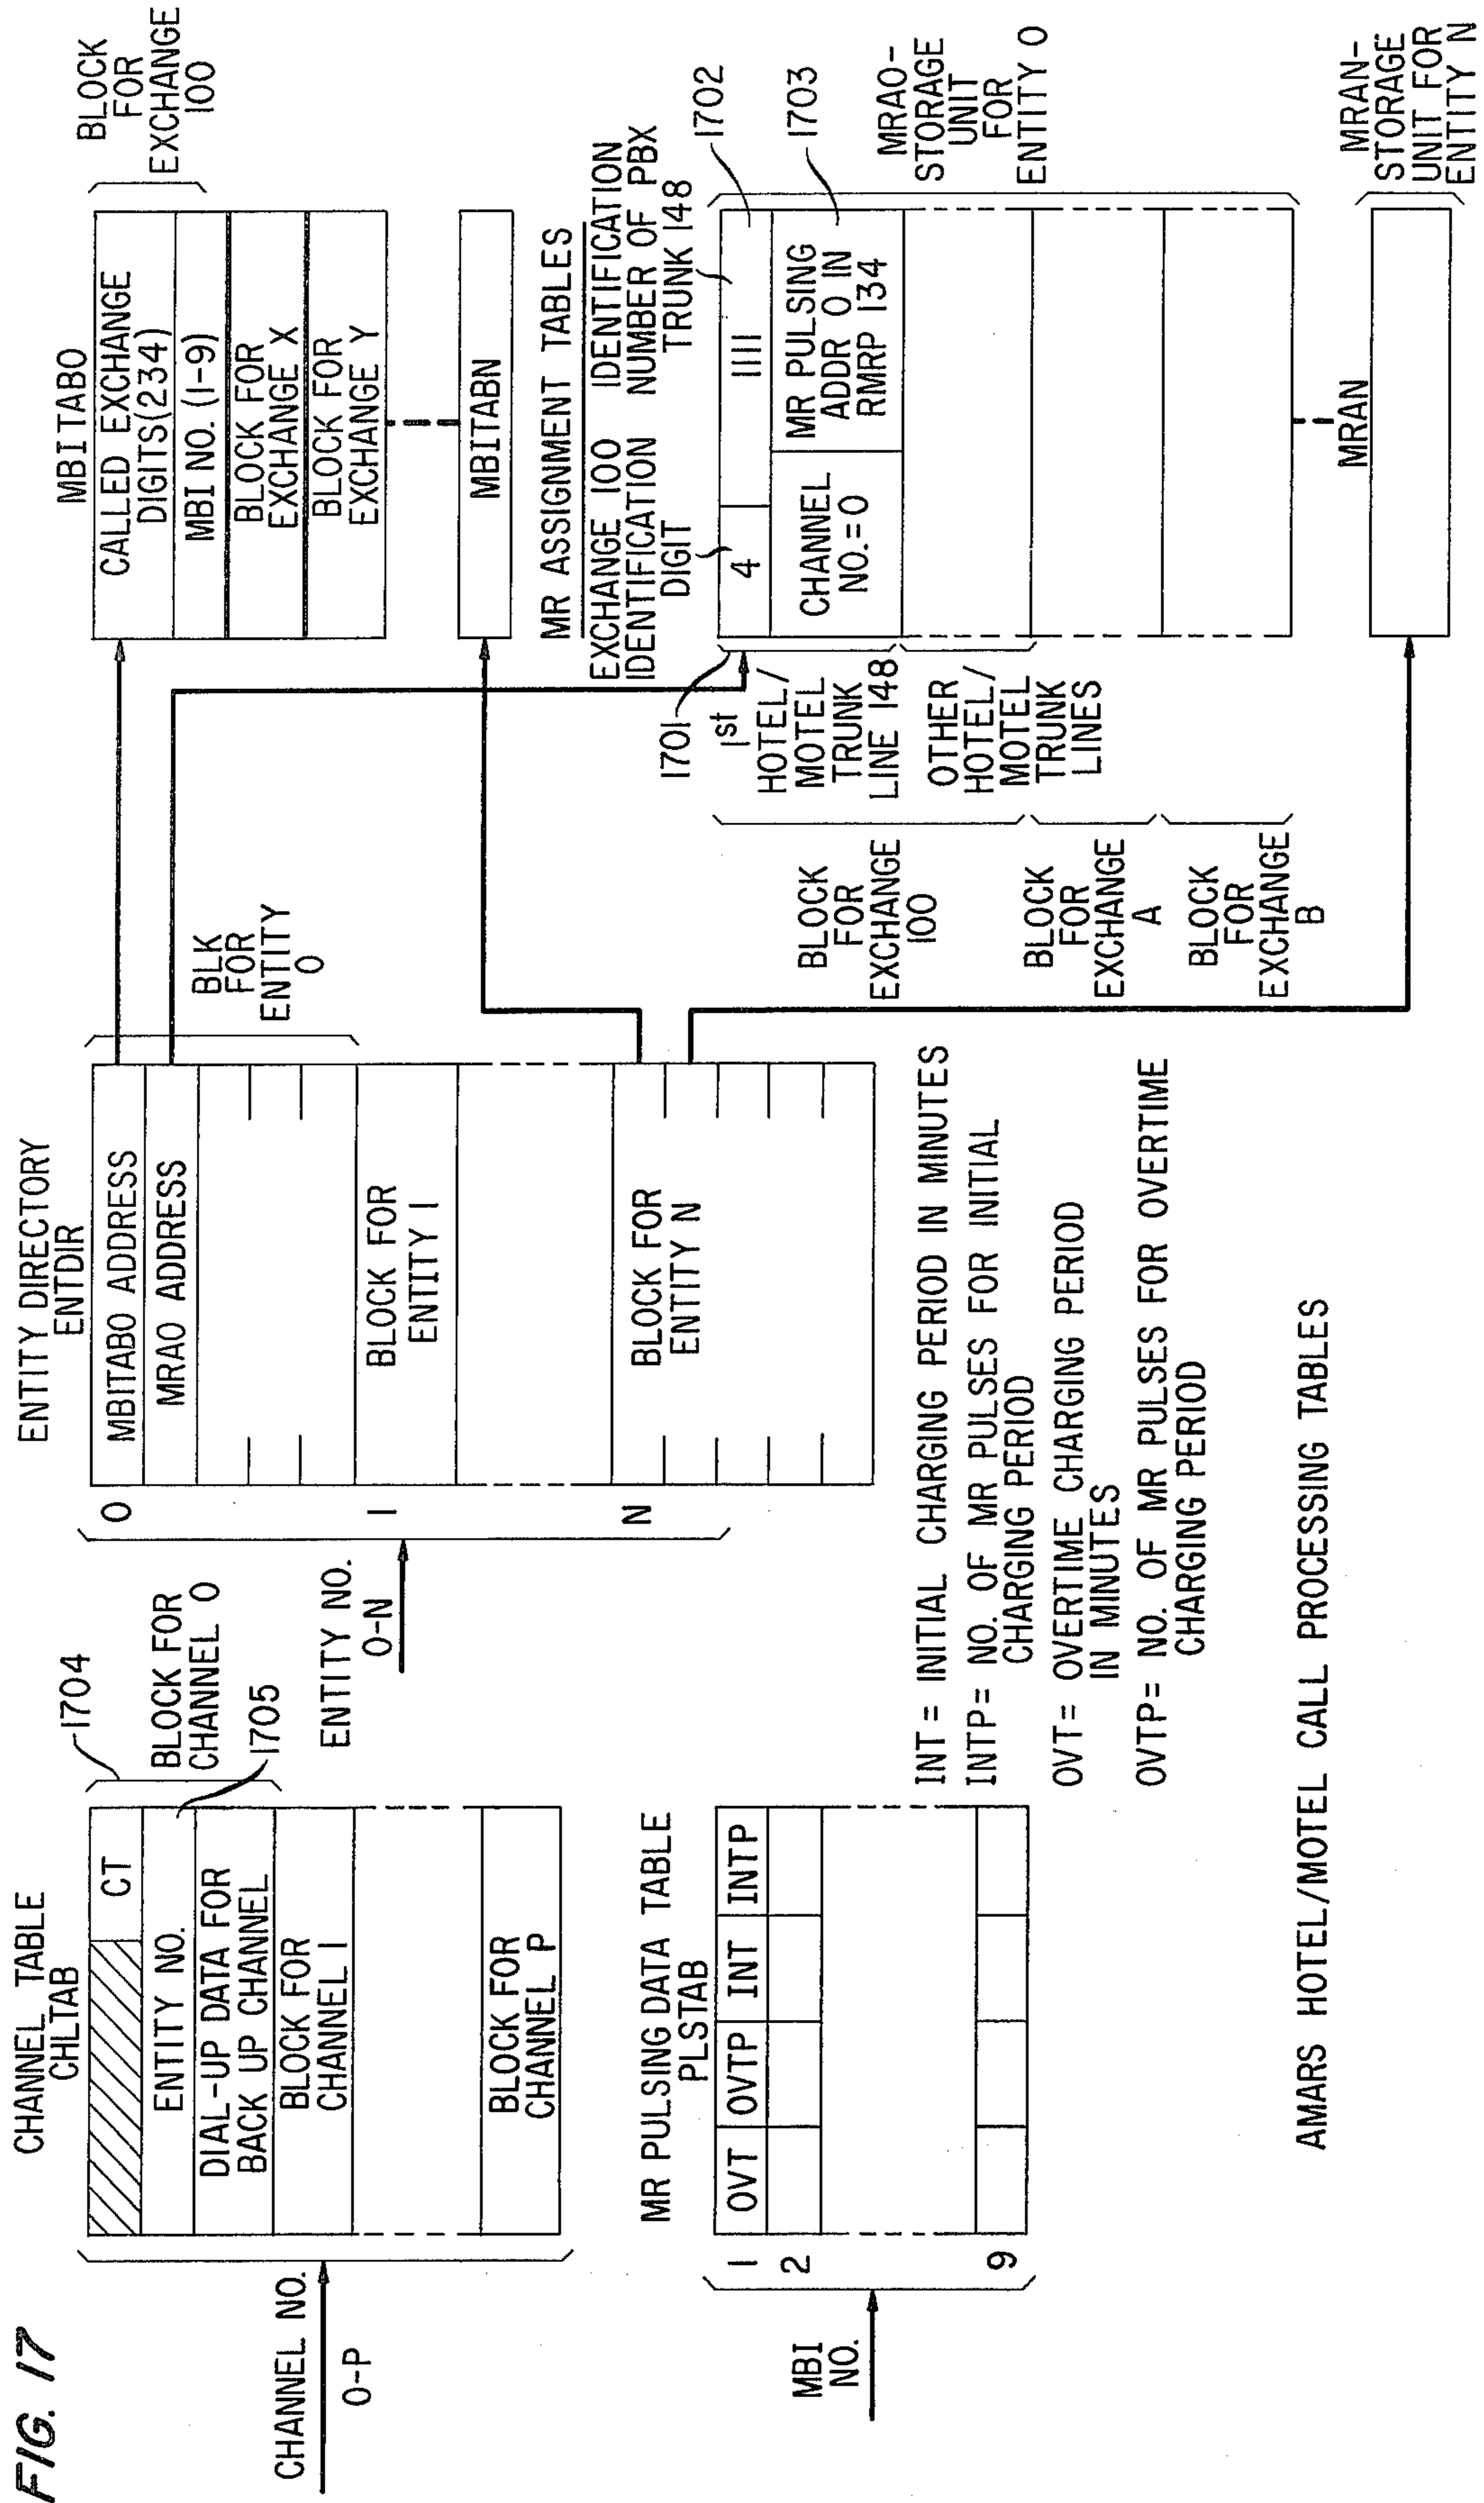 FIG. 17
CHANNEL TABLE
CHLTAB
CHANNEL NO.
0-P
CT
ENTITY NO.
DIAL-UP DATA FOR
BACK UP CHANNEL
BLOCK FOR
CHANNEL 1
BLOCK FOR
CHANNEL P
1704
BLOCK FOR
CHANNEL 0
1705
MR PULSING DATA TABLE
PLSTAB
MBI
NO.
1
2
9
OVT OVTP INT INTP
ENTITY DIRECTORY
ENTDIR
ENTITY NO.
0-N
0
1
N
MBITABO ADDRESS
MRAO ADDRESS
BLOCK FOR
ENTITY 1
BLOCK FOR
ENTITY N
BLK
FOR
ENTITY
0
INT = INITIAL CHARGING PERIOD IN MINUTES
INTP = NO. OF MR PULSES FOR INITIAL
CHARGING PERIOD
OVT = OVERTIME CHARGING PERIOD
IN MINUTES
OVTP = NO. OF MR PULSES FOR OVERTIME
CHARGING PERIOD
MBITABO
CALLED EXCHANGE
DIGITS(234)
MBI NO. (1-9)
BLOCK FOR
EXCHANGE X
BLOCK FOR
EXCHANGE Y
BLOCK
FOR
EXCHANGE
100
MBITABN
MR ASSIGNMENT TABLES
EXCHANGE 100
IDENTIFICATION
DIGIT
IDENTIFICATION
NUMBER OF PBX
TRUNK 148
1701
1702
1703
4
1111
CHANNEL
NO.=0
MR PULSING
ADDR 0 IN
RMRP 134
1st
HOTEL/
MOTEL
TRUNK
LINE 148
OTHER
HOTEL/
MOTEL
TRUNK
LINES
BLOCK
FOR
EXCHANGE
100
BLOCK
FOR
EXCHANGE
A
BLOCK
FOR
EXCHANGE
B
MRAO-
STORAGE
UNIT
FOR
ENTITY 0
MRAN
MRAN-
STORAGE
UNIT FOR
ENTITY N
AMARS HOTEL/MOTEL CALL PROCESSING TABLES